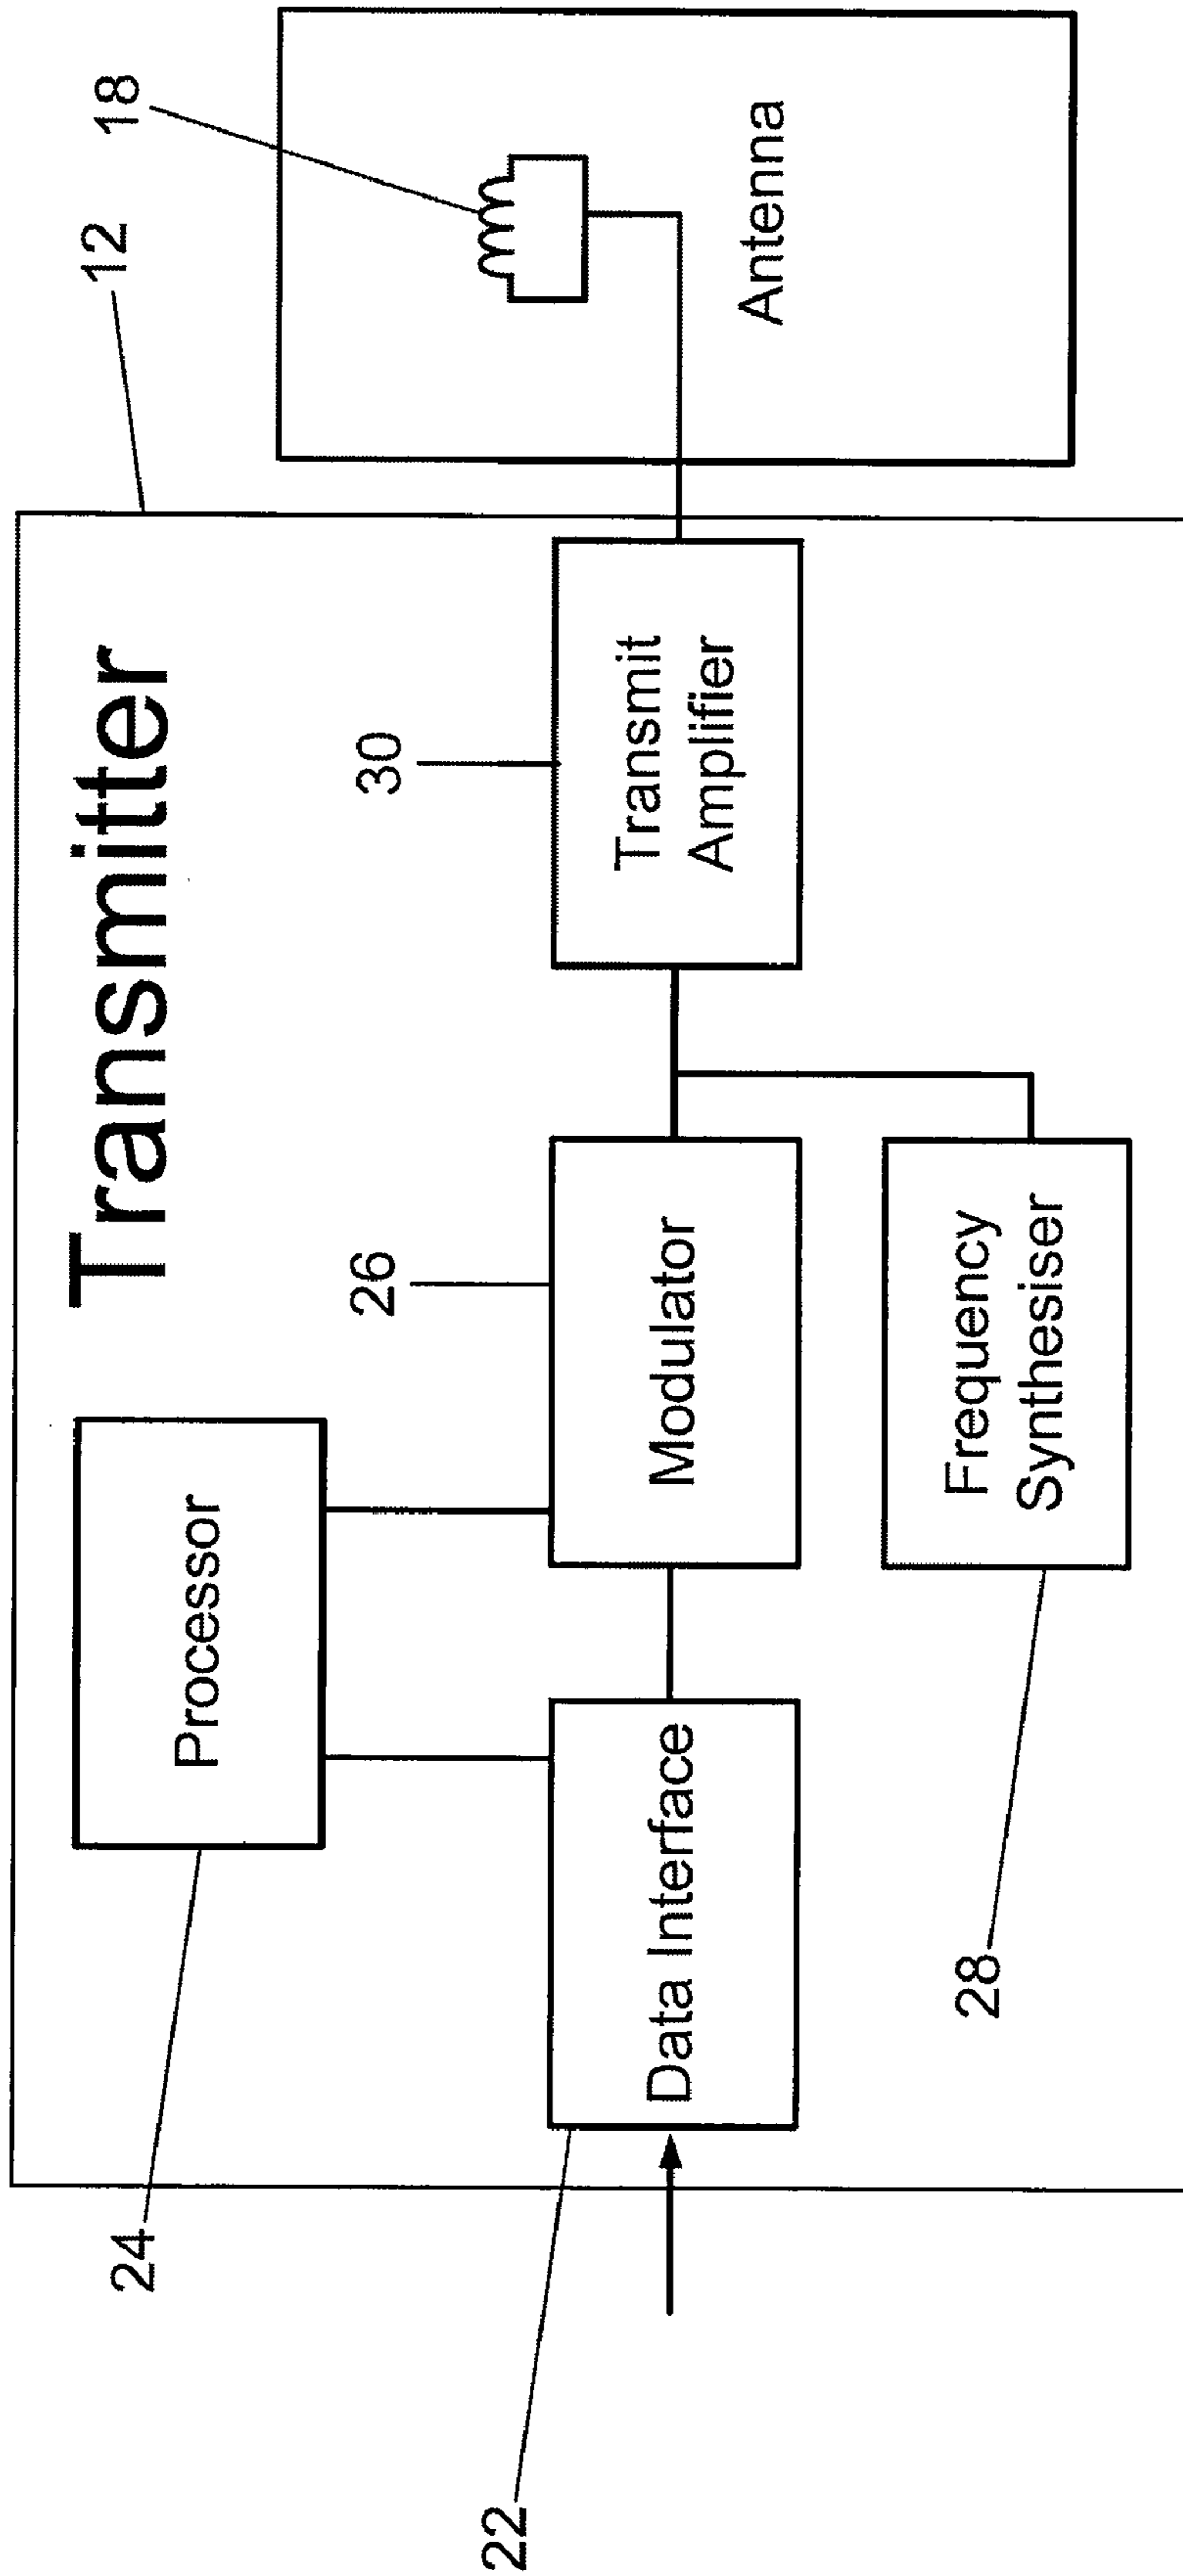 12
18
Transmitter
24
Processor
26
30
22
Data Interface
Modulator
Transmit
Amplifier
Antenna
28
Frequency
Synthesiser